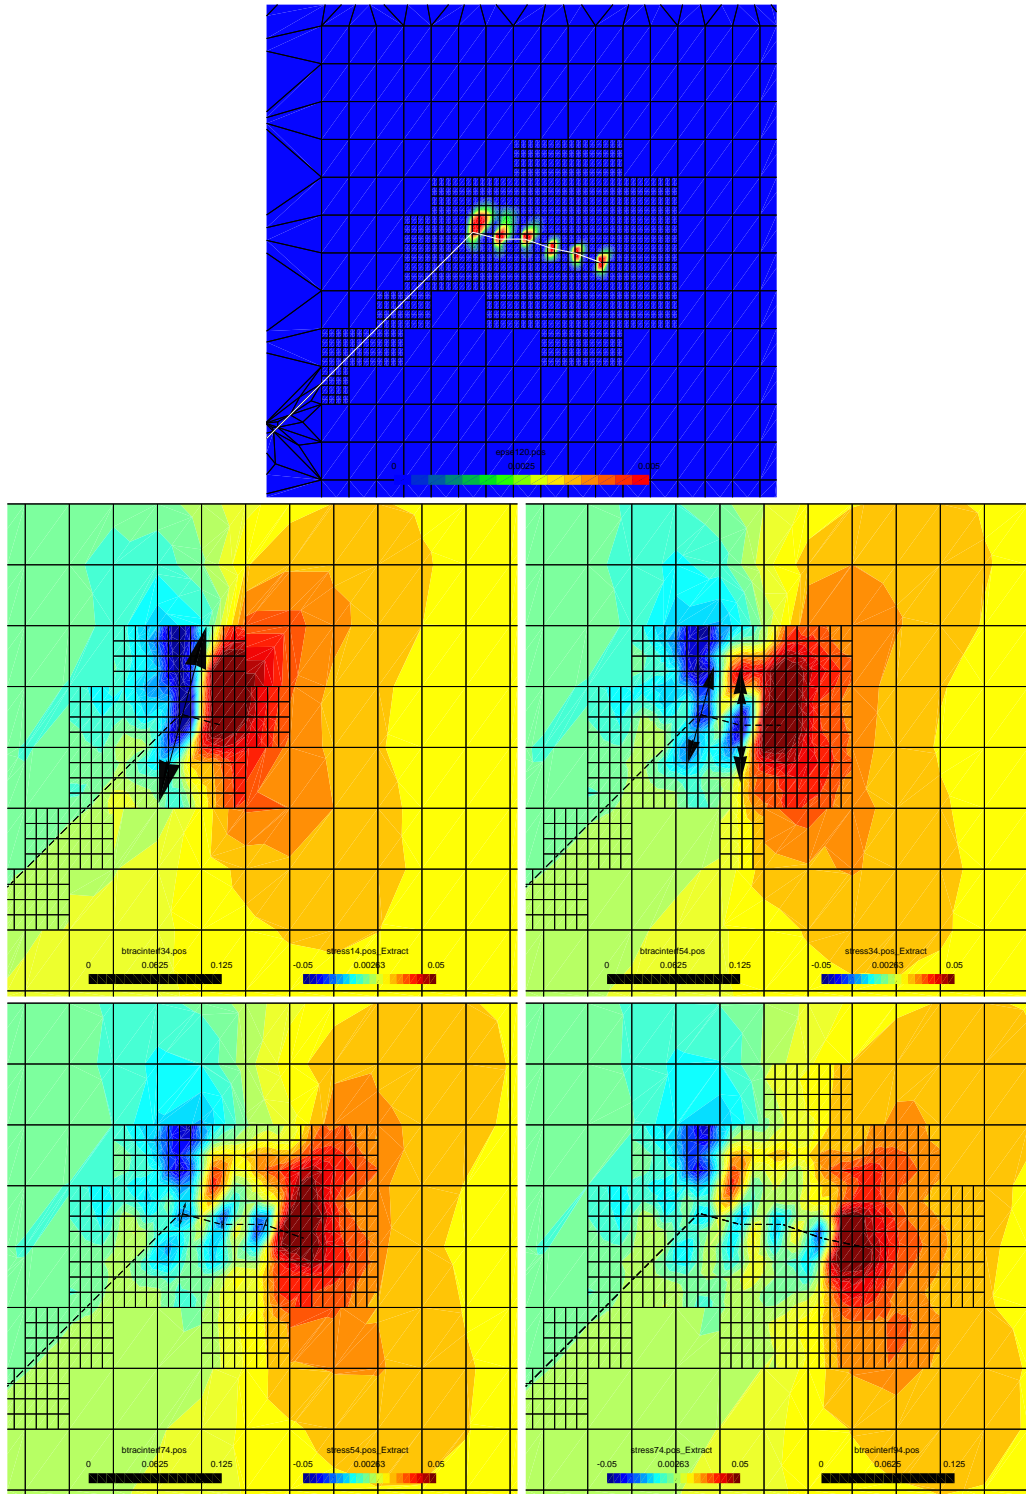 epsef120.pos
0 0.0025 0.005
btracinterf34.pos stress14.pos_Extract
0 0.0625 0.125 -0.05 0.00263 0.05
btracinterf54.pos stress34.pos_Extract
0 0.0625 0.125 -0.05 0.00263 0.05
btracinterf74.pos stress54.pos_Extract
0 0.0625 0.125 -0.05 0.00263 0.05
stress74.pos_Extract btracinterf94.pos
-0.05 0.00263 0.05 0 0.0625 0.125